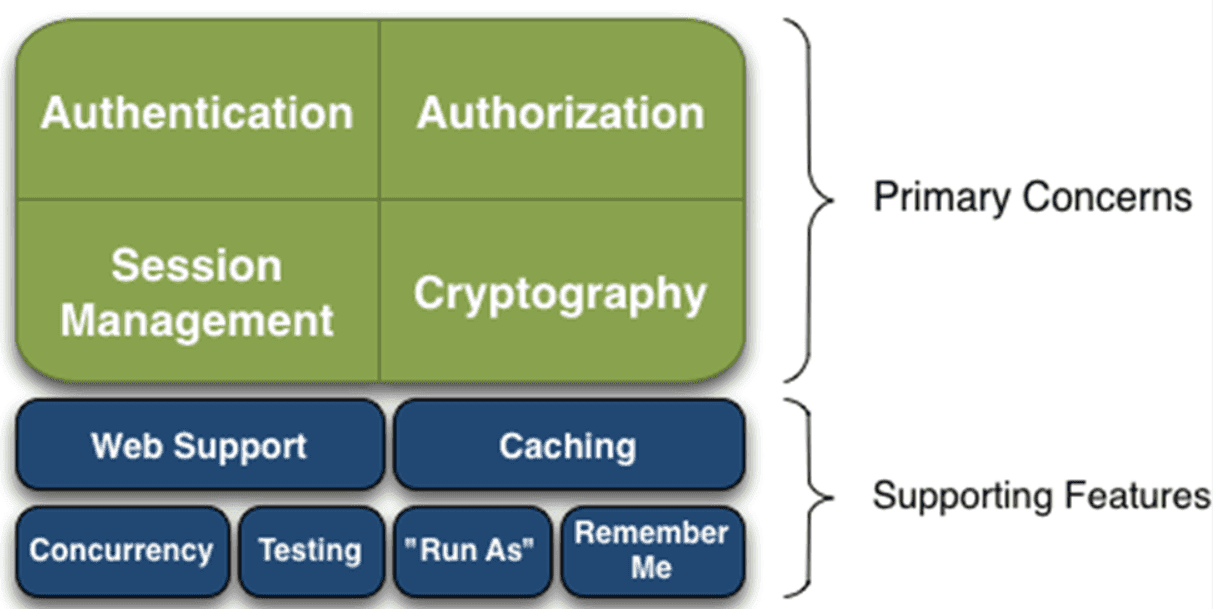 Authentication
Authorization
Session
Management
Cryptography
Primary Concerns
Web Support
Caching
Concurrency
Testing
"Run As"
Remember
Me
Supporting Features